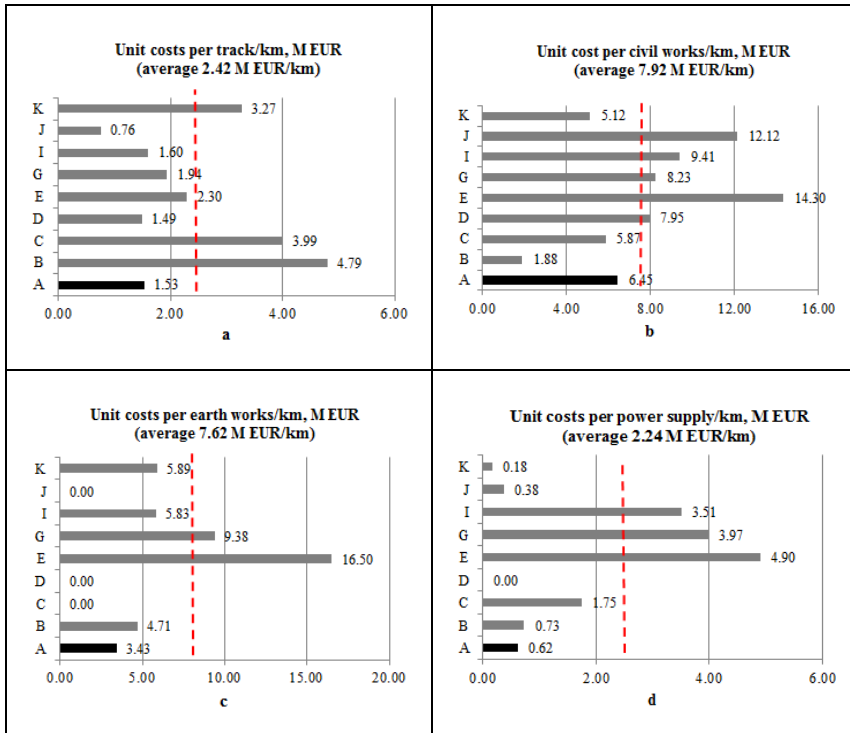 Unit costs per track/km, M EUR
(average 2.42 M EUR/km)
K 3.27
J 0.76
I 1.60
G 1.94
E 2.30
D 1.49
C 3.99
B 4.79
A 1.53
0.00 2.00 4.00 6.00
a
Unit cost per civil works/km, M EUR
(average 7.92 M EUR/km)
K 5.12
J 12.12
I 9.41
G 8.23
E 14.30
D 7.95
C 5.87
B 1.88
A 6.45
0.00 4.00 8.00 12.00 16.00
b
Unit costs per earth works/km, M EUR
(average 7.62 M EUR/km)
K 5.89
J 0.00
I 5.83
G 9.38
E 16.50
D 0.00
C 0.00
B 4.71
A 3.43
0.00 5.00 10.00 15.00 20.00
c
Unit costs per power supply/km, M EUR
(average 2.24 M EUR/km)
K 0.18
J 0.38
I 3.51
G 3.97
E 4.90
D 0.00
C 1.75
B 0.73
A 0.62
0.00 2.00 4.00 6.00
d